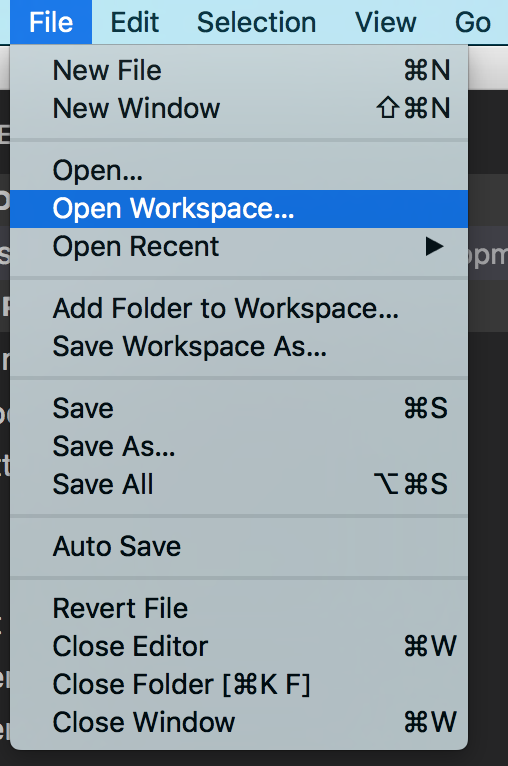 File Edit Selection View Go
New File ⌘N
New Window ⇧⌘N
Open...
Open Workspace...
Open Recent ▶
Add Folder to Workspace...
Save Workspace As...
Save ⌘S
Save As...
Save All ⌥⌘S
Auto Save
Revert File
Close Editor ⌘W
Close Folder [⌘K F]
Close Window ⌘W